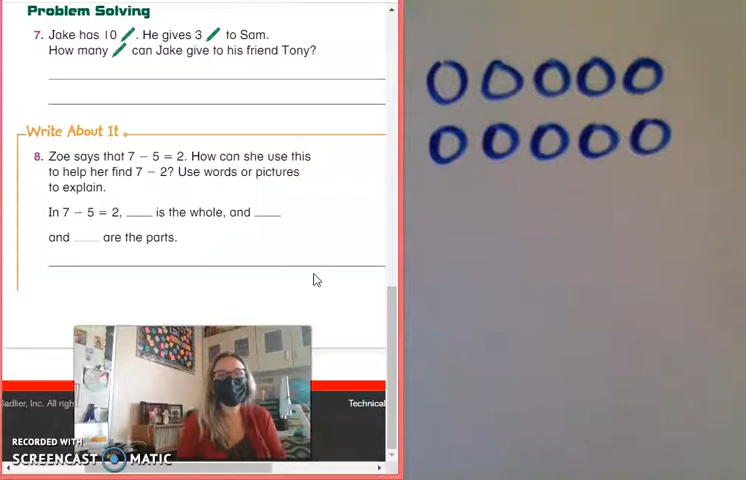 Problem Solving
7. Jake has 10 . He gives 3 to Sam.
How many can Jake give to his friend Tony?
Write About It
8. Zoe says that 7 − 5 = 2. How can she use this
to help her find 7 − 2? Use words or pictures
to explain.
In 7 − 5 = 2, ____ is the whole, and ____
and ____ are the parts.
Sadlier, Inc. All righ
Technical
RECORDED WITH
SCREENCAST MATIC